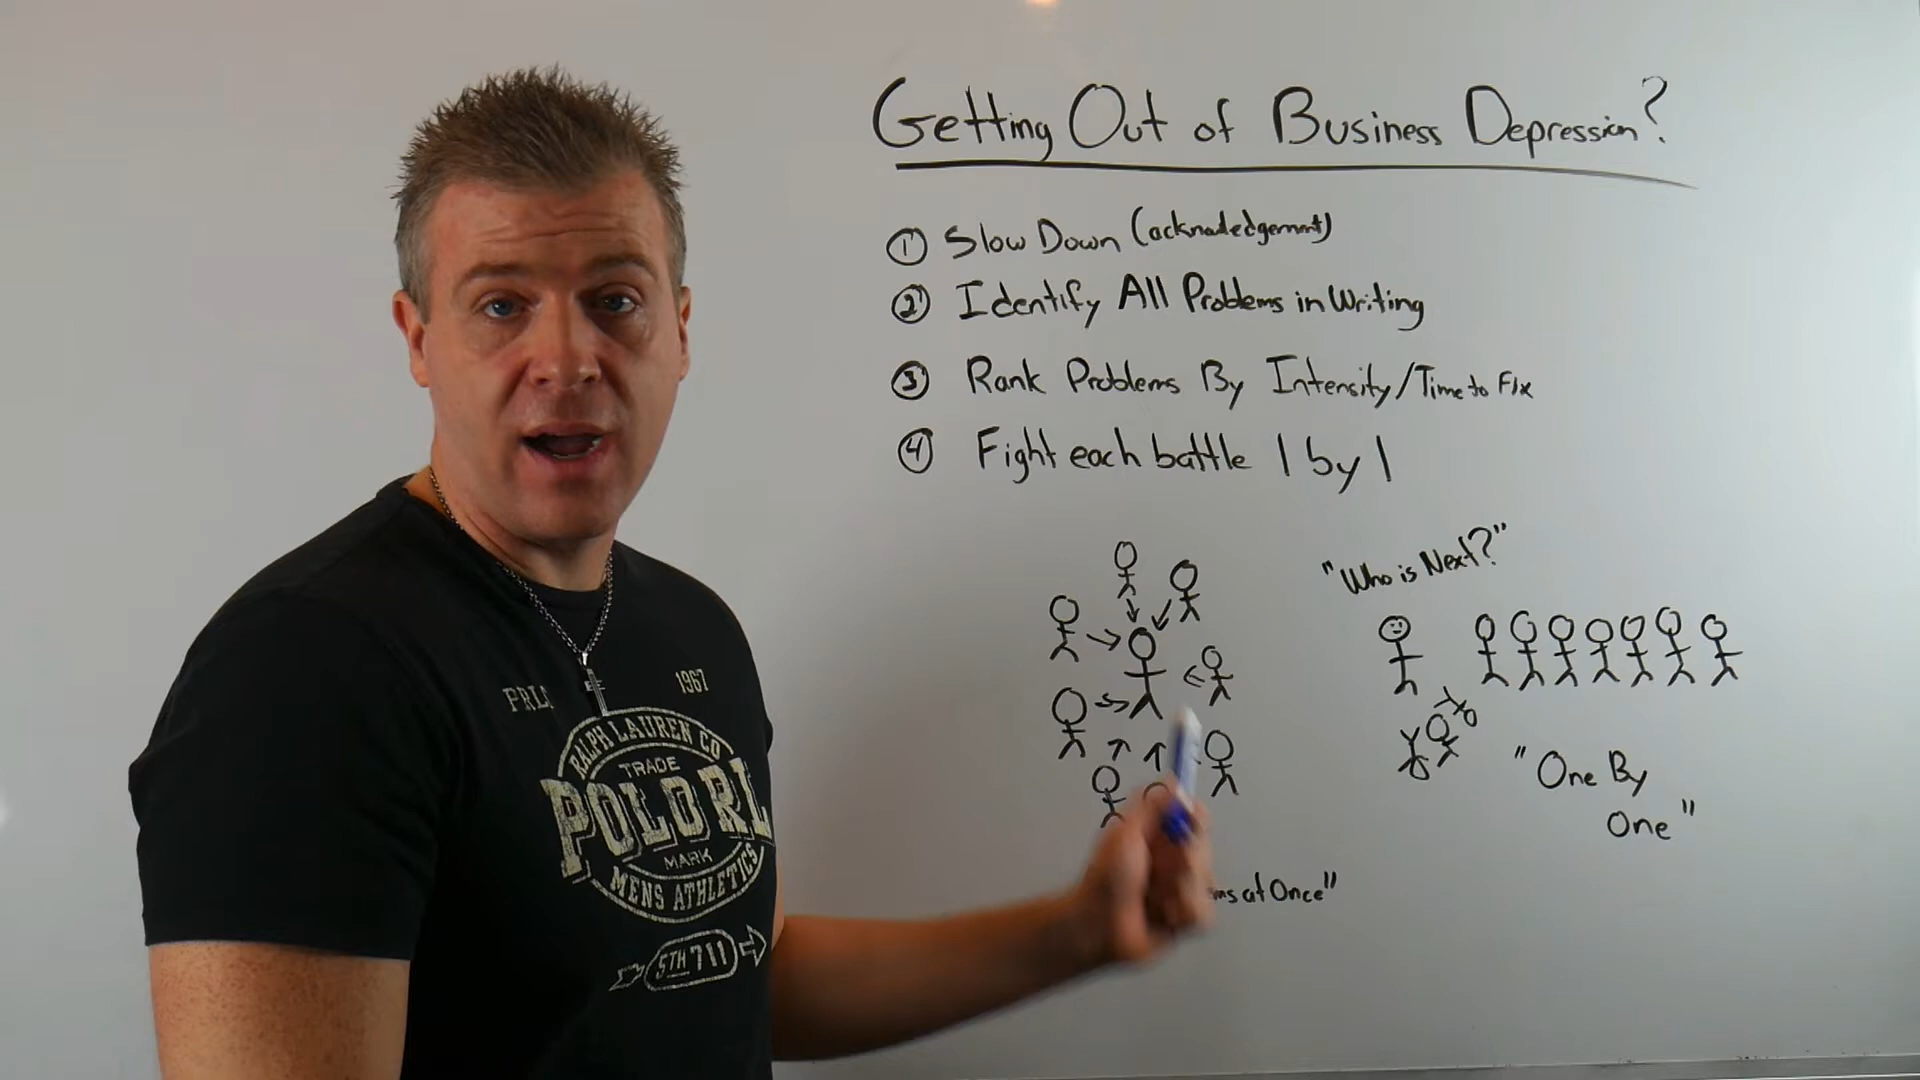 Getting Out of Business Depression?
1 Slow Down (acknowledgement)
2 Identify All Problems in Writing
3 Rank Problems By Intensity/Time to Fix
4 Fight each battle 1 by 1
"Who is Next?"
"One By
One"
at Once"
PRL
1967
RALPH LAUREN CO
TRADE
POLO RL
MARK
MENS ATHLETICS
5TH 711